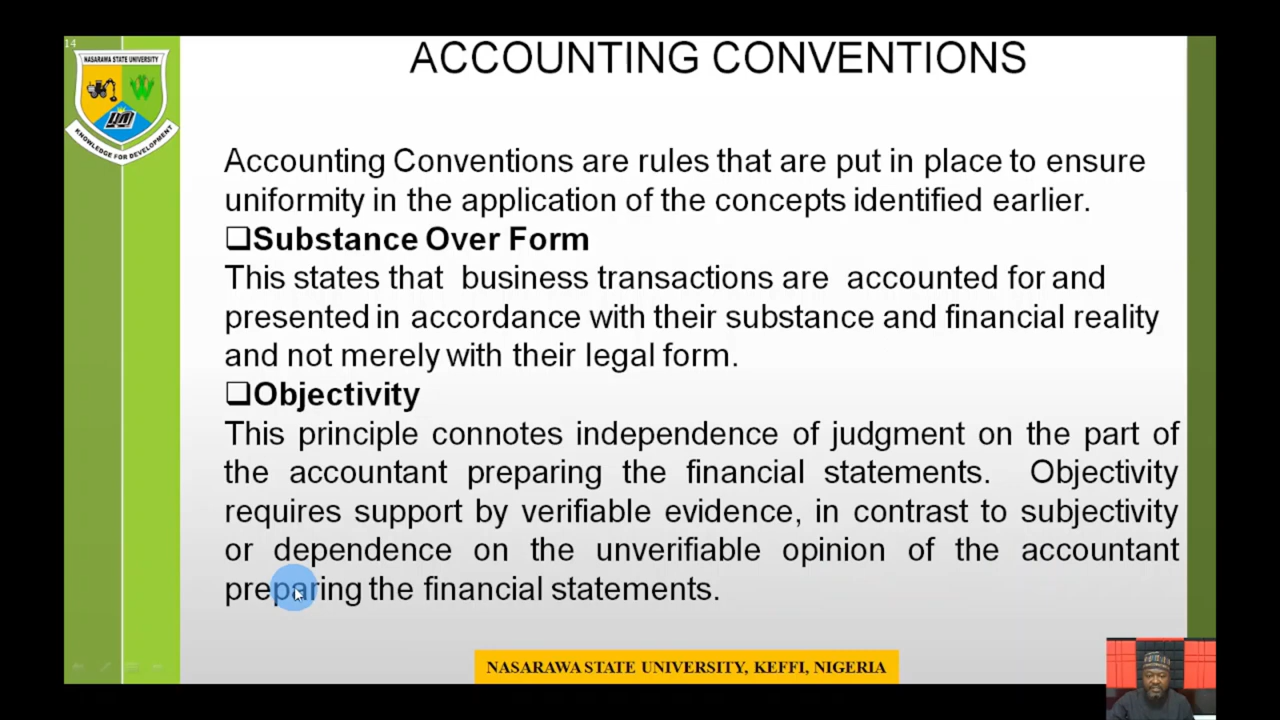 14
NASARAWA STATE UNIVERSITY
KNOWLEDGE FOR DEVELOPMENT
ACCOUNTING CONVENTIONS
Accounting Conventions are rules that are put in place to ensure
uniformity in the application of the concepts identified earlier.
❑Substance Over Form
This states that business transactions are accounted for and
presented in accordance with their substance and financial reality
and not merely with their legal form.
❑Objectivity
This principle connotes independence of judgment on the part of
the accountant preparing the financial statements. Objectivity
requires support by verifiable evidence, in contrast to subjectivity
or dependence on the unverifiable opinion of the accountant
preparing the financial statements.
NASARAWA STATE UNIVERSITY, KEFFI, NIGERIA